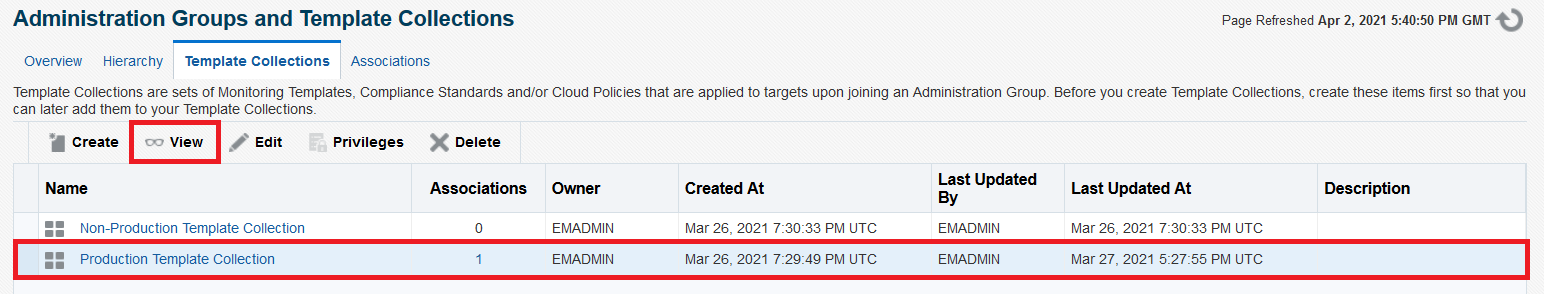 Administration Groups and Template Collections
Page Refreshed Apr 2, 2021 5:40:50 PM GMT
Overview Hierarchy Template Collections Associations
Template Collections are sets of Monitoring Templates, Compliance Standards and/or Cloud Policies that are applied to targets upon joining an Administration Group. Before you create Template Collections, create these items first so that you
can later add them to your Template Collections.
Create View Edit Privileges Delete
Name Associations Owner Created At Last Updated By Last Updated At Description
Non-Production Template Collection 0 EMADMIN Mar 26, 2021 7:30:33 PM UTC EMADMIN Mar 26, 2021 7:30:33 PM UTC
Production Template Collection 1 EMADMIN Mar 26, 2021 7:29:49 PM UTC EMADMIN Mar 27, 2021 5:27:55 PM UTC